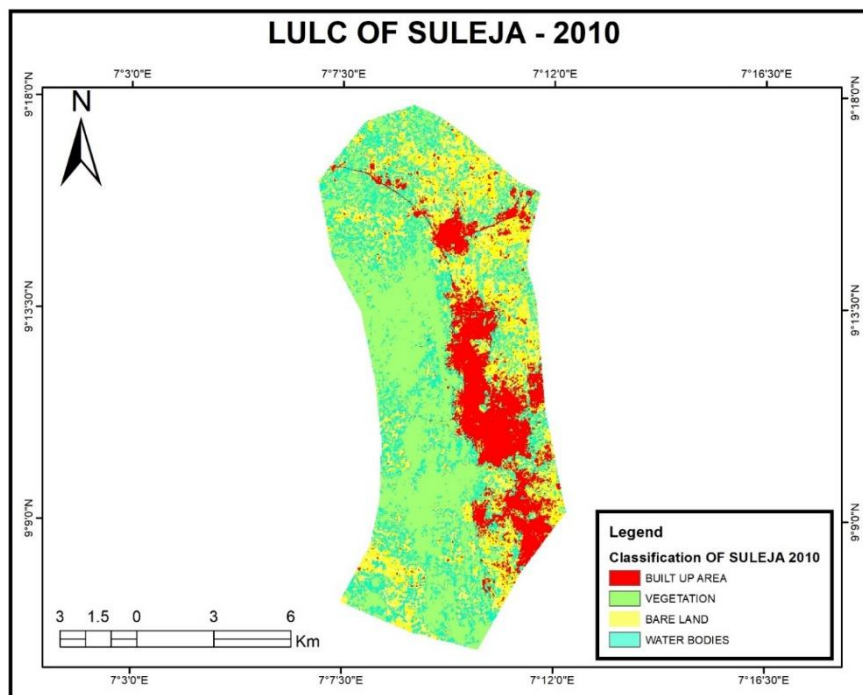 LULC OF SULEJA - 2010
7°3'0"E 7°7'30"E 7°12'0"E 7°16'30"E
9°18'0"N 9°18'0"N
N
9°13'30"N 9°13'30"N
9°9'0"N 9°9'0"N
Legend
Classification OF SULEJA 2010
BUILT UP AREA
VEGETATION
BARE LAND
WATER BODIES
3 1.5 0 3 6
Km
7°3'0"E 7°7'30"E 7°12'0"E 7°16'30"E